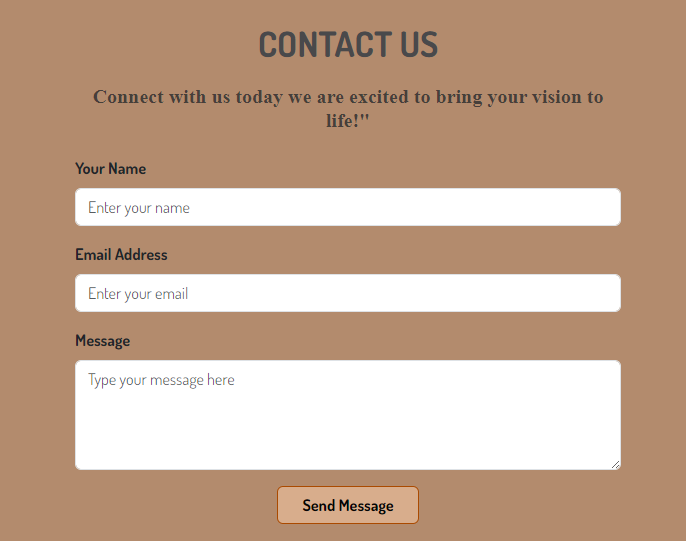 CONTACT US
Connect with us today we are excited to bring your vision to
life!"
Your Name
Enter your name
Email Address
Enter your email
Message
Type your message here
Send Message